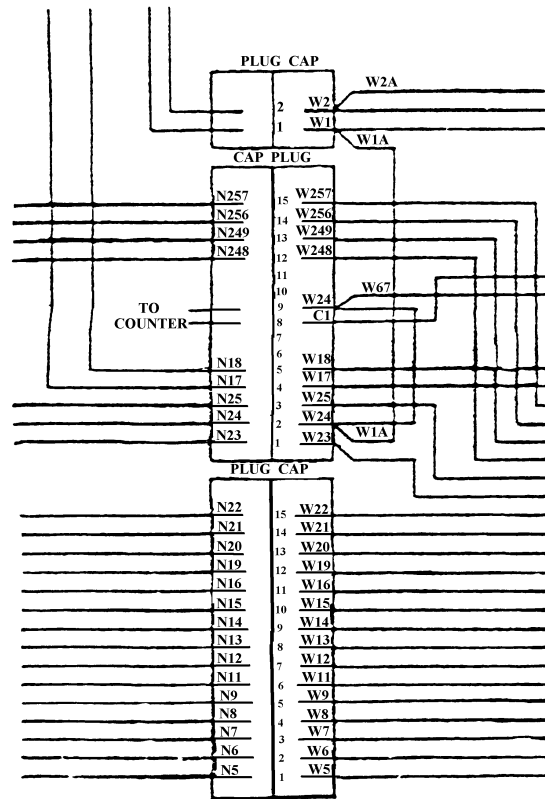 PLUG CAP
W2A
2 W2
1 W1
W1A
CAP PLUG
N257 15 W257
N256 14 W256
N249 13 W249
N248 12 W248
11
10 W67
TO COUNTER
9 W24
8 C1
7
6
N18 5 W18
N17 4 W17
N25 3 W25
N24 2 W24
W1A
N23 1 W23
PLUG CAP
N22 15 W22
N21 14 W21
N20 13 W20
N19 12 W19
N16 11 W16
N15 10 W15
N14 9 W14
N13 8 W13
N12 7 W12
N11 6 W11
N9 5 W9
N8 4 W8
N7 3 W7
N6 2 W6
N5 1 W5